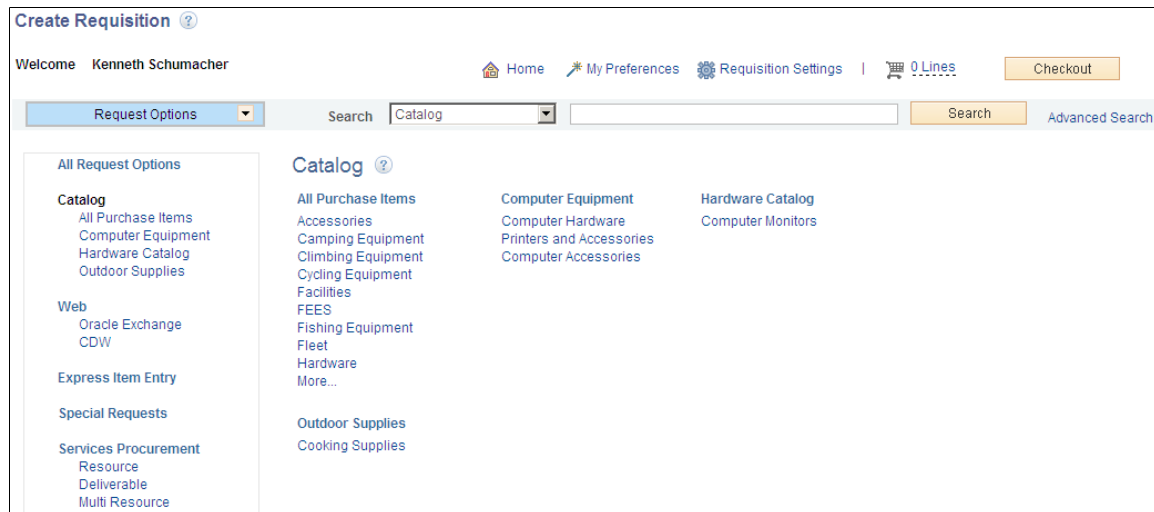 Create Requisition ?
Welcome Kenneth Schumacher
Home My Preferences Requisition Settings | 0 Lines Checkout
Request Options Search Catalog Search Advanced Search
All Request Options
Catalog
All Purchase Items
Computer Equipment
Hardware Catalog
Outdoor Supplies
Web
Oracle Exchange
CDW
Express Item Entry
Special Requests
Services Procurement
Resource
Deliverable
Multi Resource
Catalog ?
All Purchase Items
Accessories
Camping Equipment
Climbing Equipment
Cycling Equipment
Facilities
FEES
Fishing Equipment
Fleet
Hardware
More...
Computer Equipment
Computer Hardware
Printers and Accessories
Computer Accessories
Hardware Catalog
Computer Monitors
Outdoor Supplies
Cooking Supplies